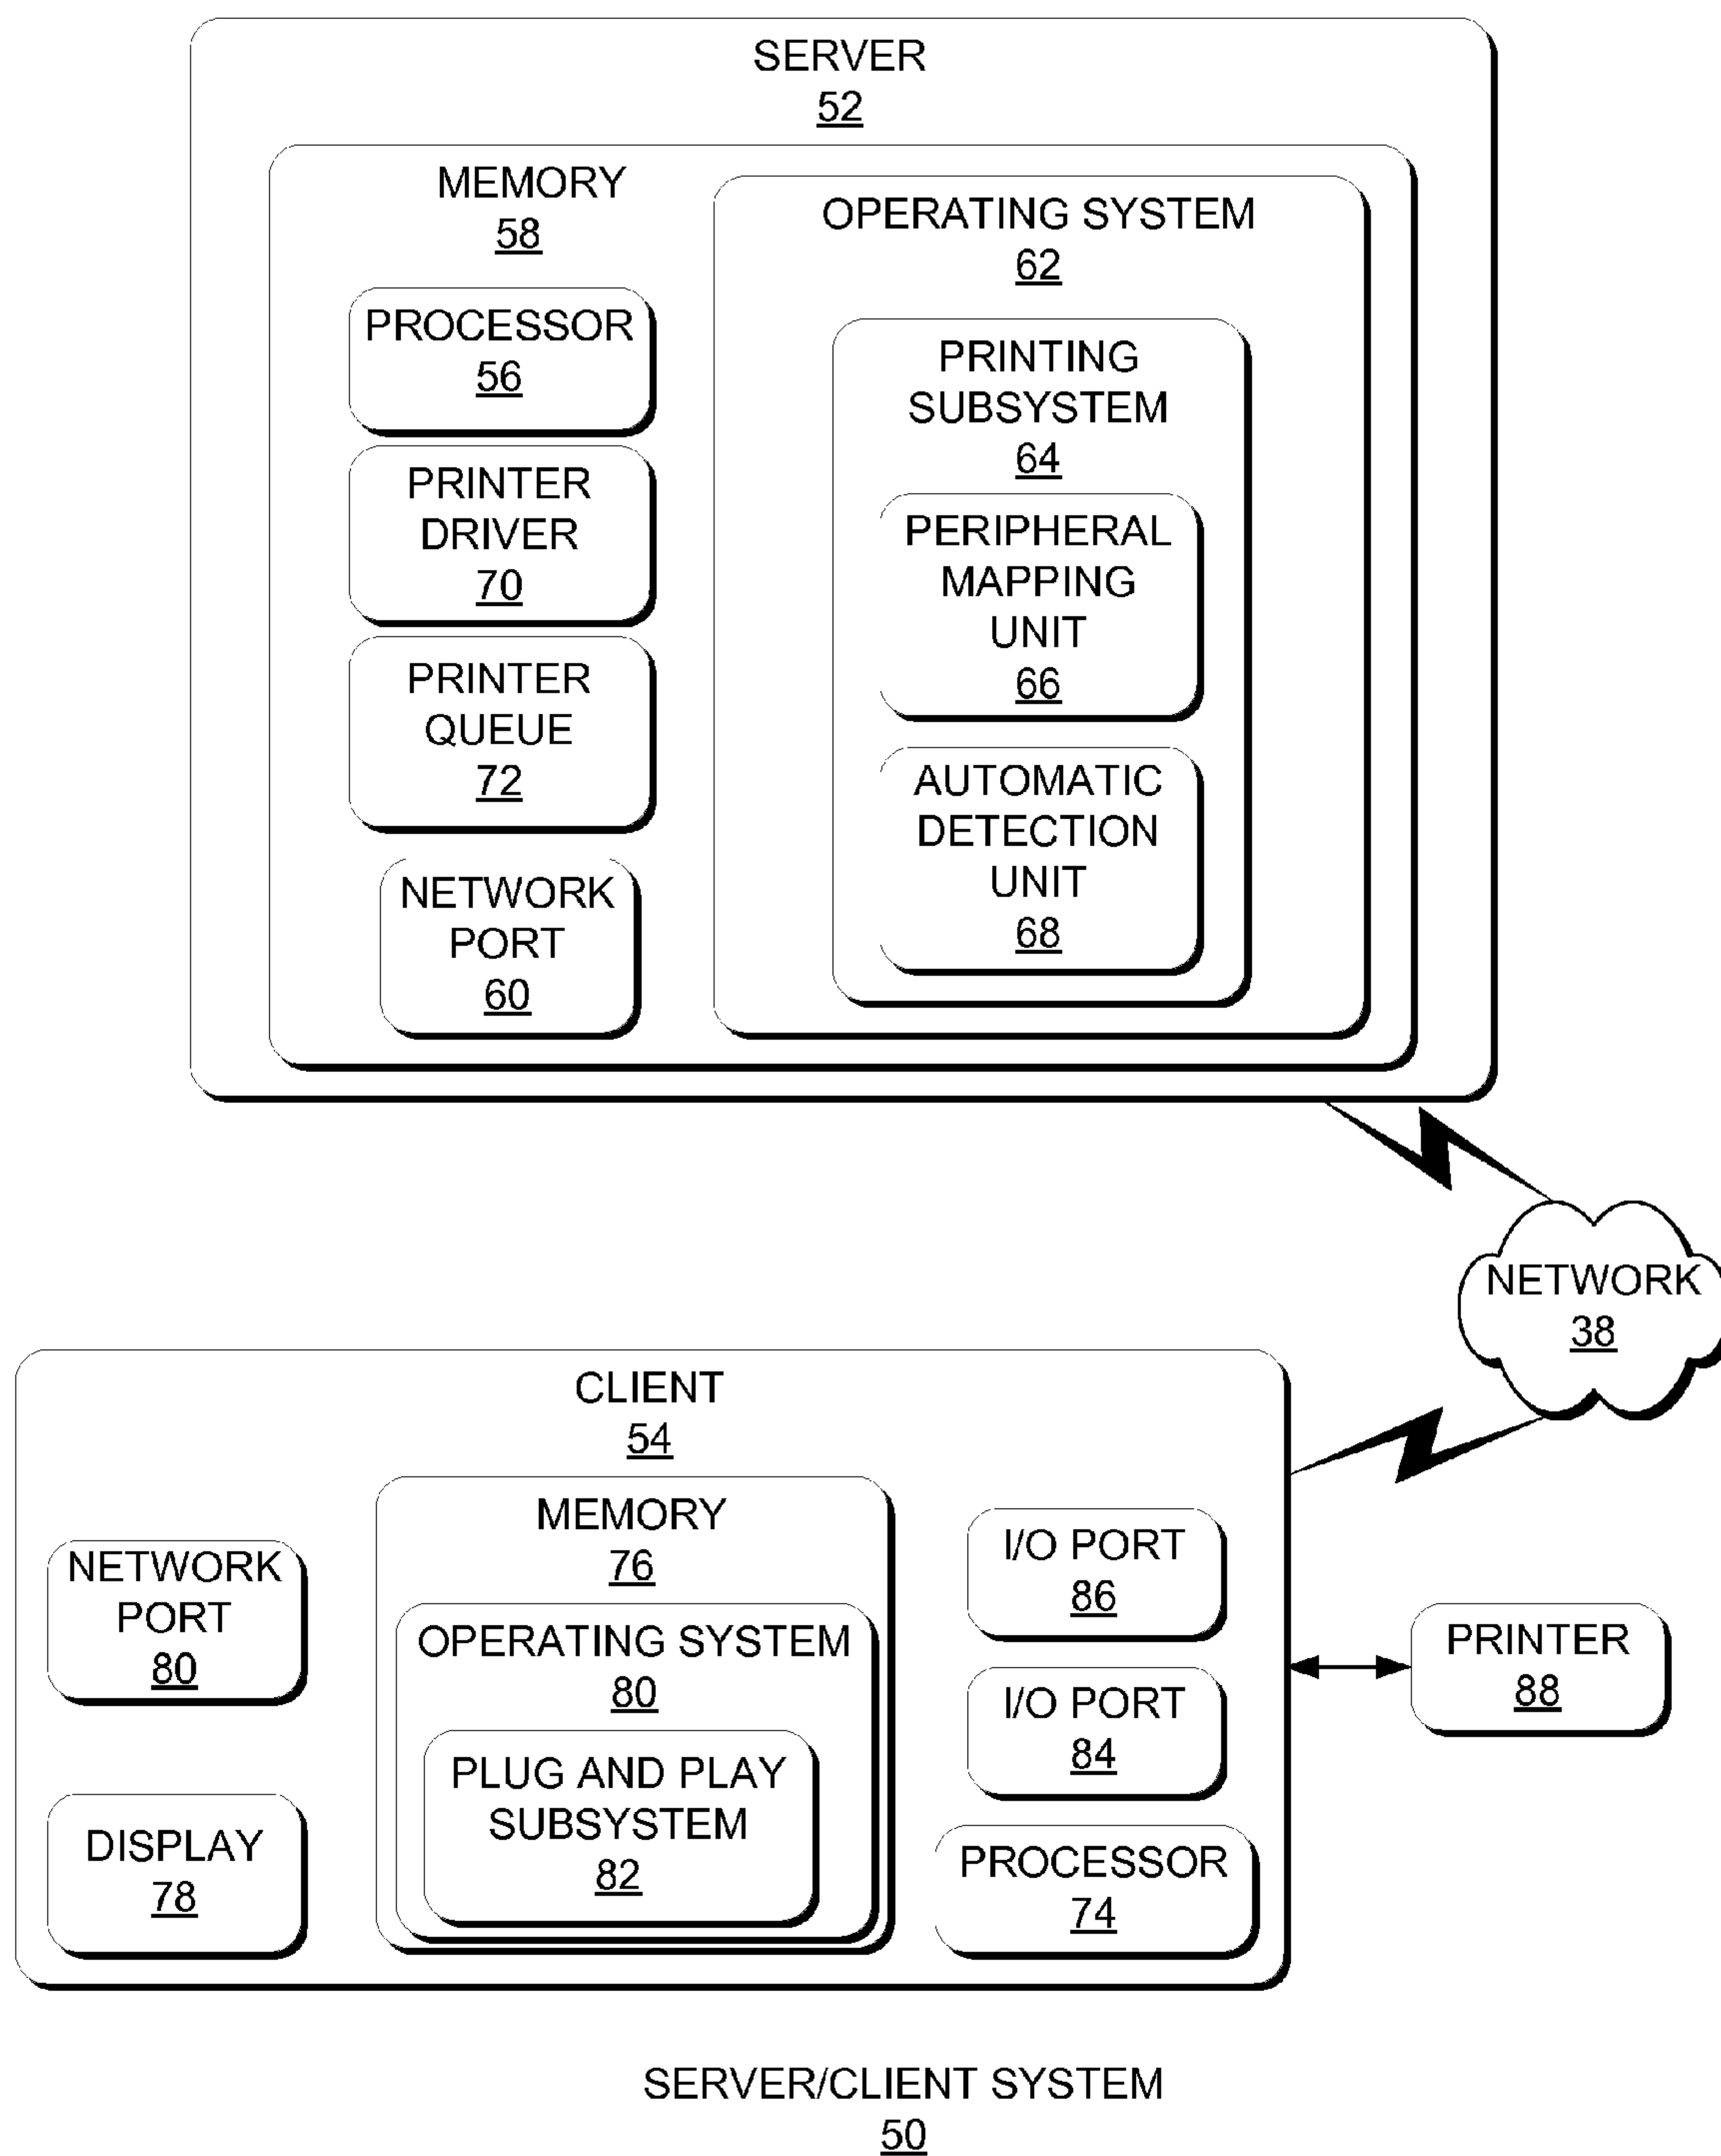 SERVER
52
MEMORY
58
PROCESSOR
56
PRINTER
DRIVER
70
PRINTER
QUEUE
72
NETWORK
PORT
60
OPERATING SYSTEM
62
PRINTING
SUBSYSTEM
64
PERIPHERAL
MAPPING
UNIT
66
AUTOMATIC
DETECTION
UNIT
68
NETWORK
38
CLIENT
54
NETWORK
PORT
80
DISPLAY
78
MEMORY
76
OPERATING SYSTEM
80
PLUG AND PLAY
SUBSYSTEM
82
I/O PORT
86
I/O PORT
84
PROCESSOR
74
PRINTER
88
SERVER/CLIENT SYSTEM
50